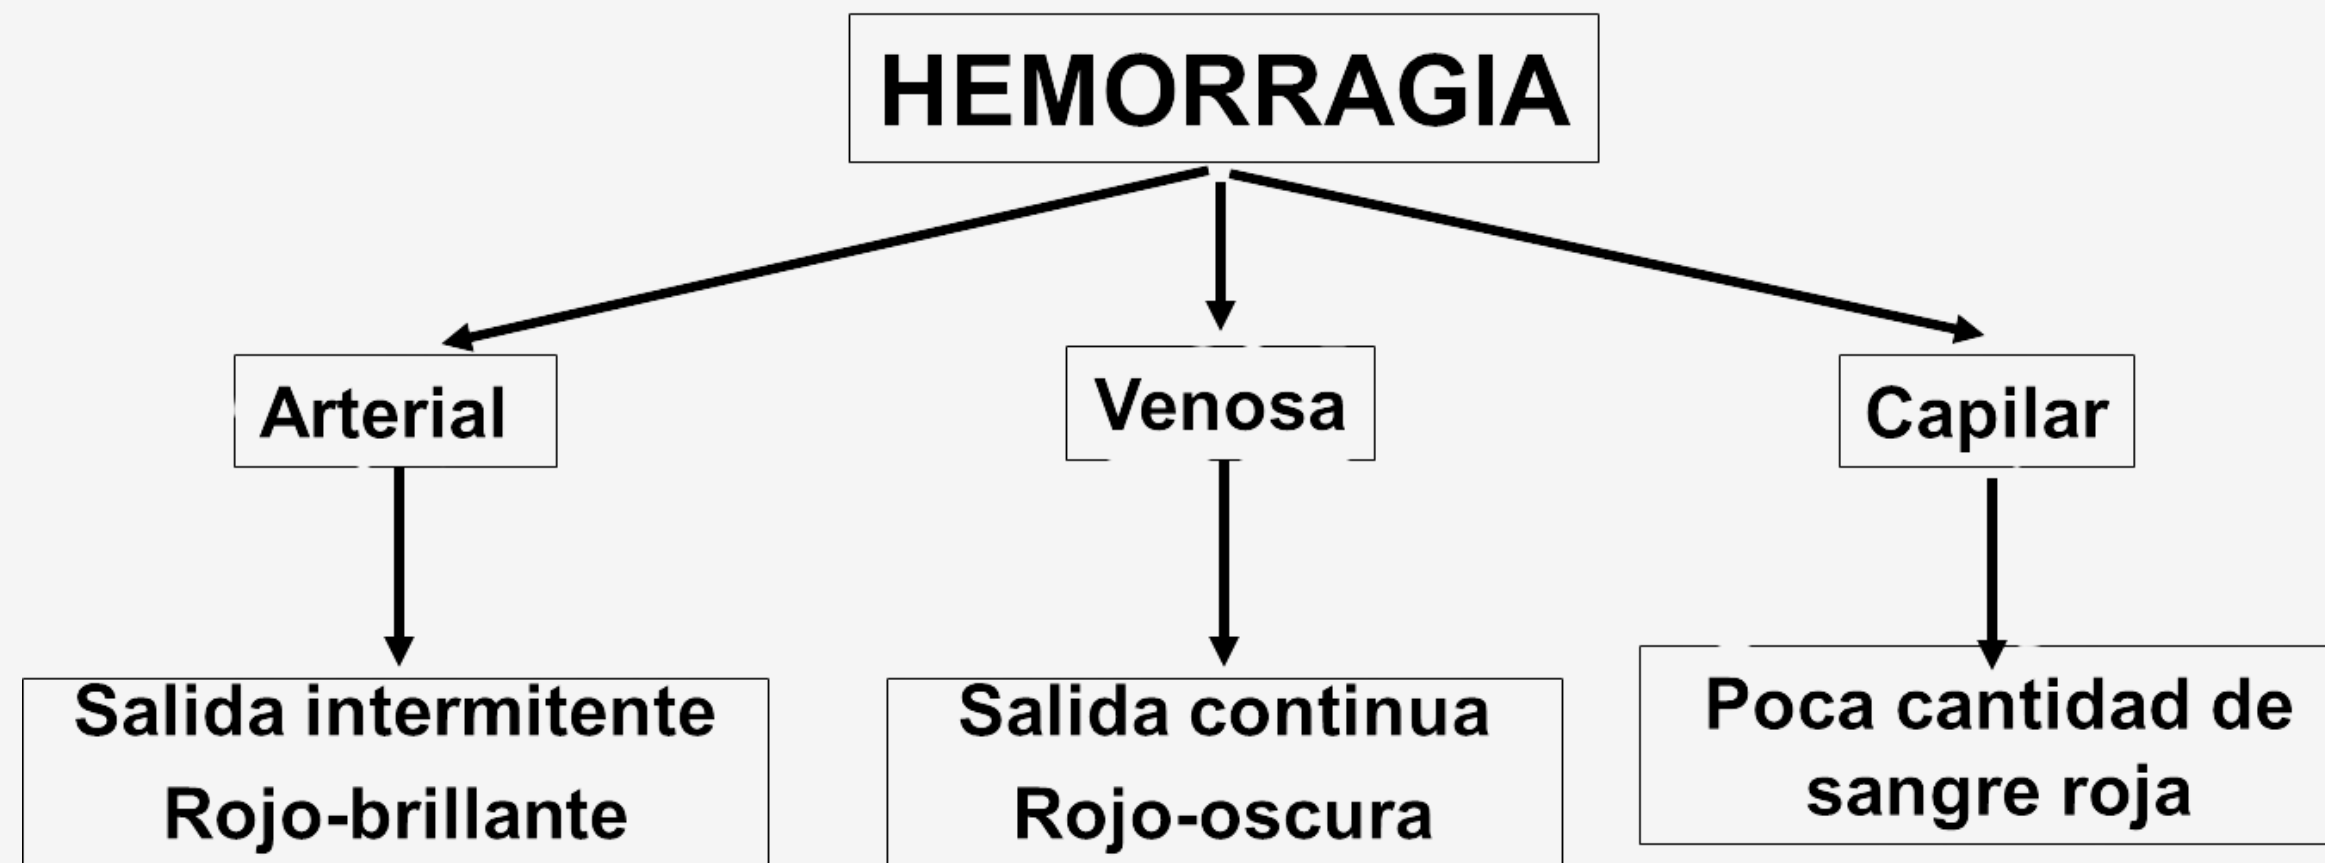 HEMORRAGIA
Arterial
Venosa
Capilar
Salida intermitente
Rojo-brillante
Salida continua
Rojo-oscura
Poca cantidad de
sangre roja